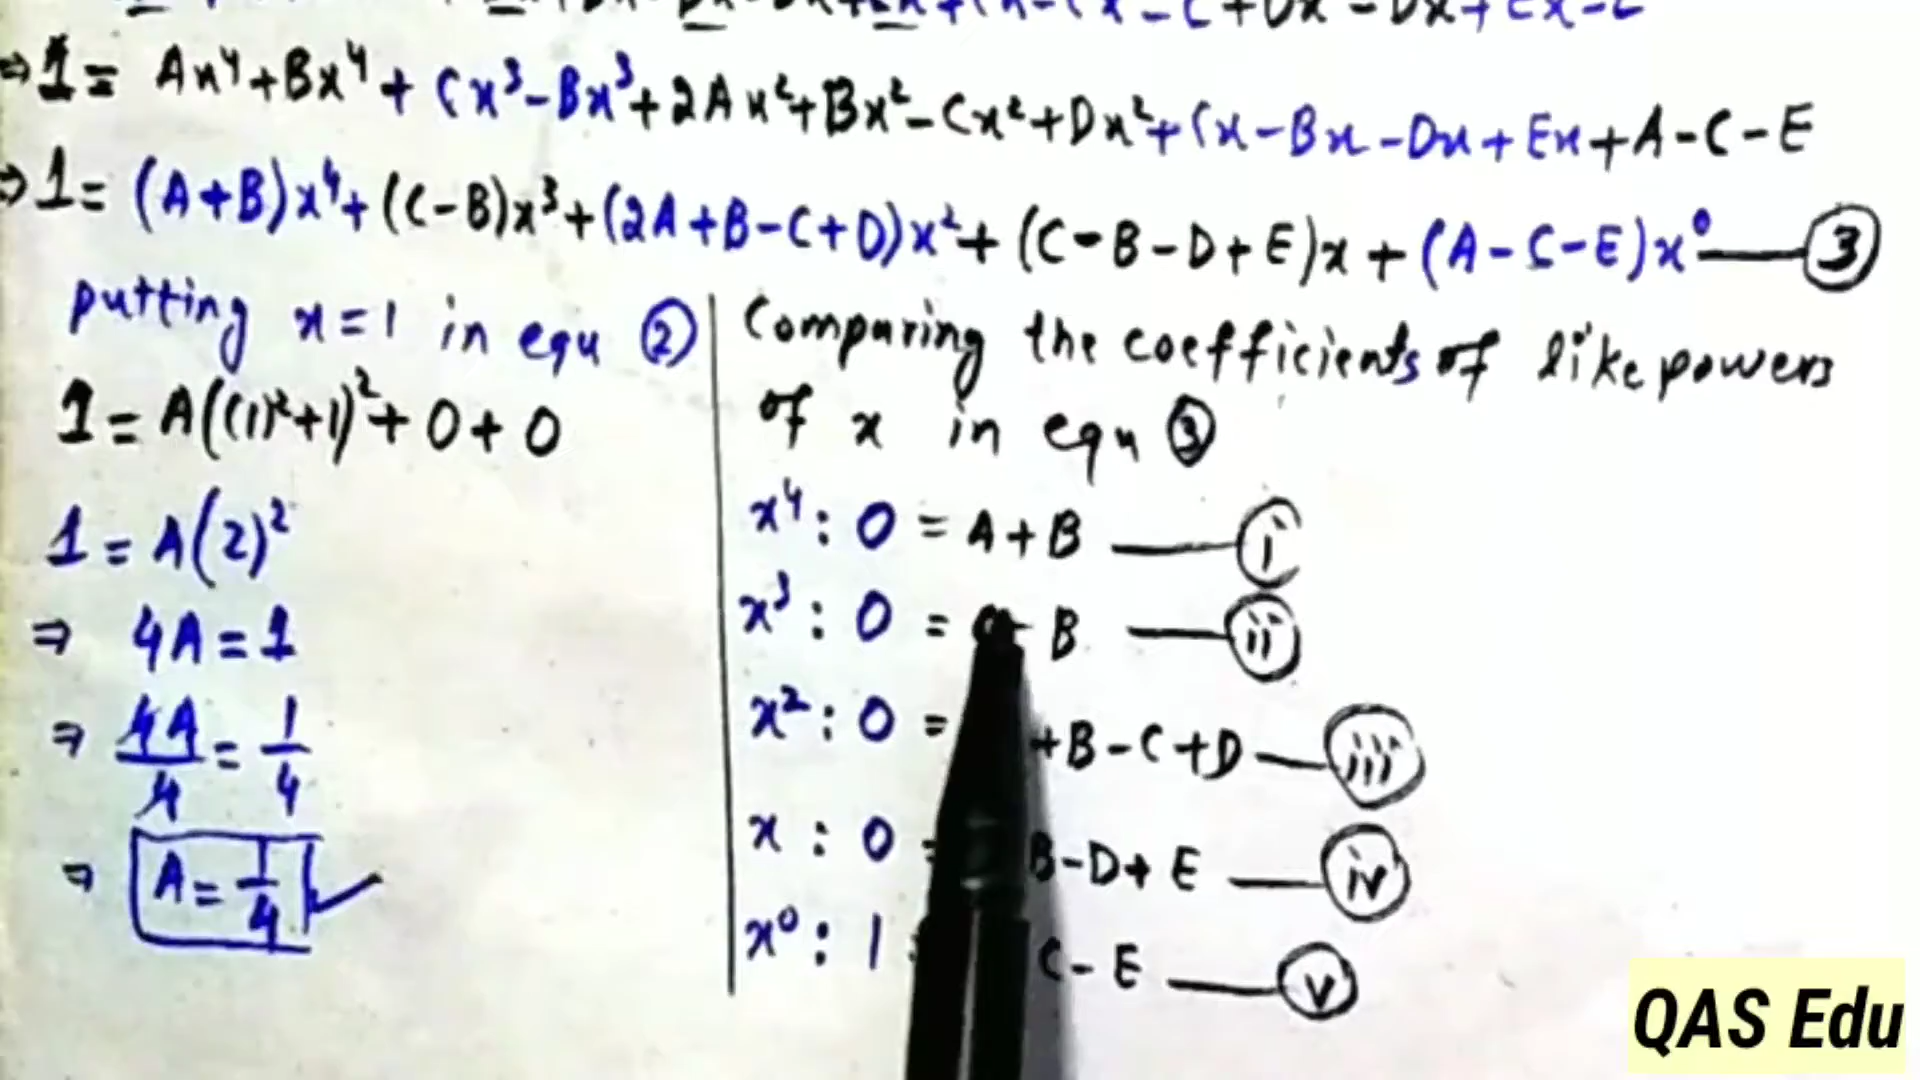 ⇒1 = Ax⁴+Bx⁴+Cx³-Bx³+2Ax²+Bx²-Cx²+Dx²+Cx-Bx-Dx+Ex+A-C-E
⇒1 = (A+B)x⁴+(C-B)x³+(2A+B-C+D)x²+(C-B-D+E)x+(A-C-E)x⁰ — ③
putting x=1 in equ ②
1 = A((1)²+1)²+0+0
1 = A(2)²
⇒ 4A = 1
⇒ 4A/4 = 1/4
⇒ A = 1/4 ✓
Comparing the coefficients of like powers
of x in equ ③
x⁴ : 0 = A+B — (i)
x³ : 0 = - B — (ii)
x² : 0 = +B-C+D — (iii)
x : 0 = B-D+E — (iv)
x⁰ : 1 = C-E — (v)
QAS Edu